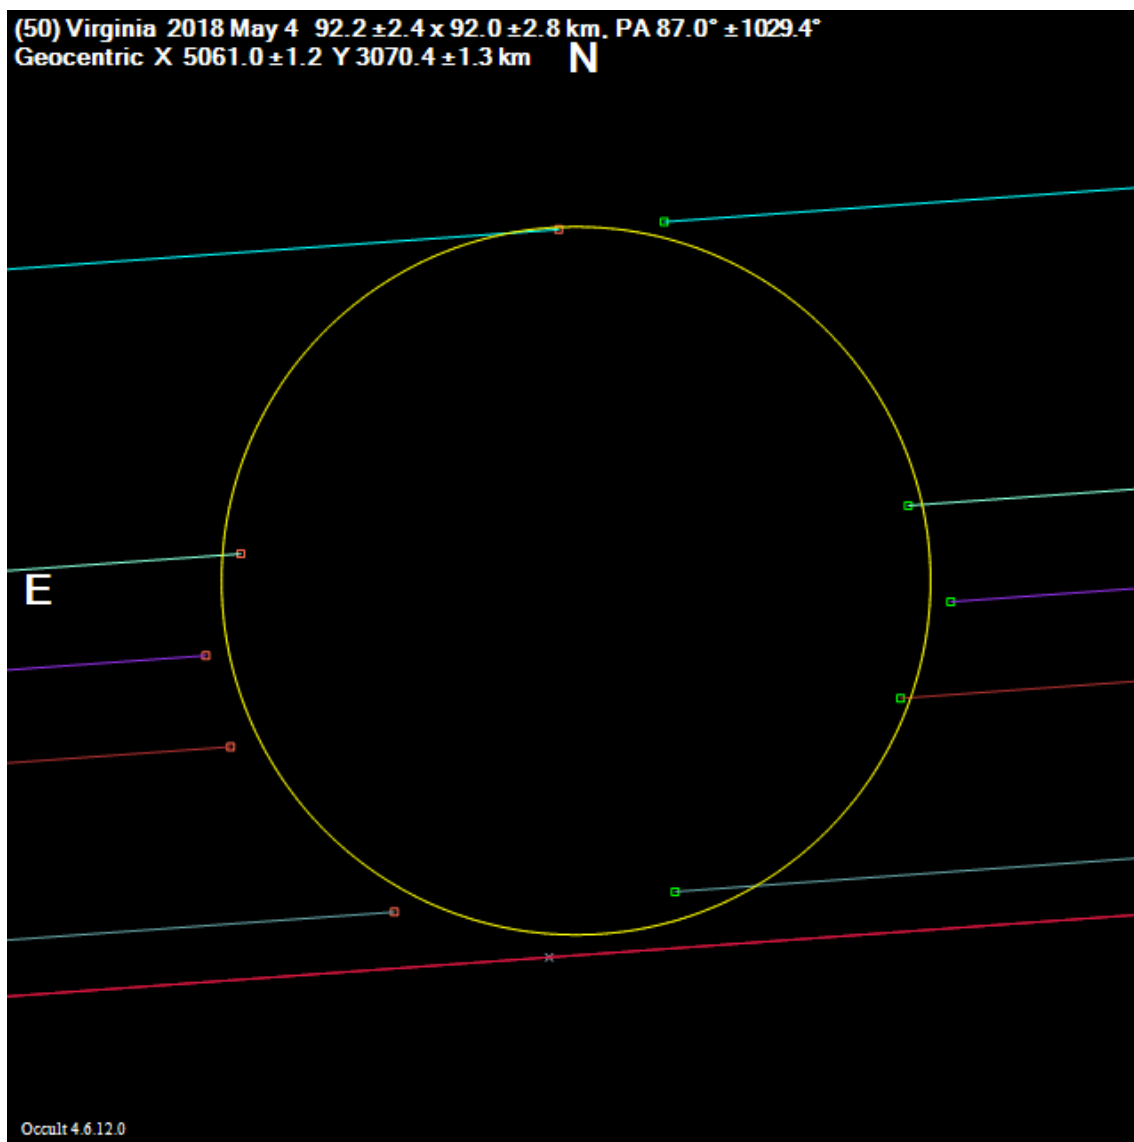 (50) Virginia 2018 May 4 92.2 ±2.4 x 92.0 ±2.8 km, PA 87.0° ±1029.4°
Geocentric X 5061.0 ±1.2 Y 3070.4 ±1.3 km
N
E
Occult 4.6.12.0